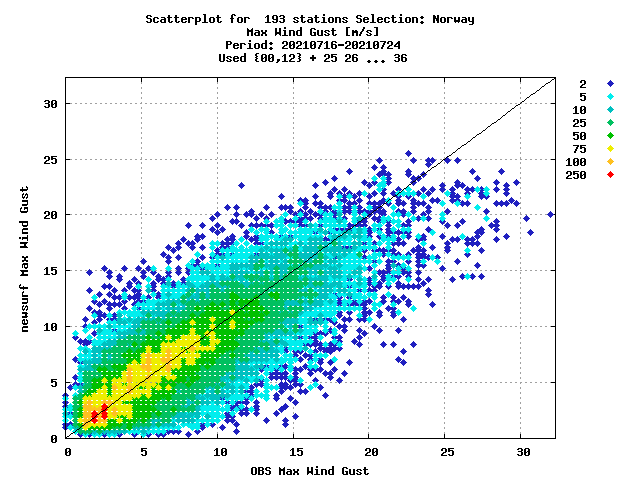 Scatterplot for  193 stations Selection: Norway
Max Wind Gust [m/s]
Period: 20210716-20210724
Used {00,12} + 25 26 ... 36
30
25
20
15
10
5
0
newsurf Max Wind Gust
0 5 10 15 20 25 30
OBS Max Wind Gust
2
5
10
25
50
75
100
250